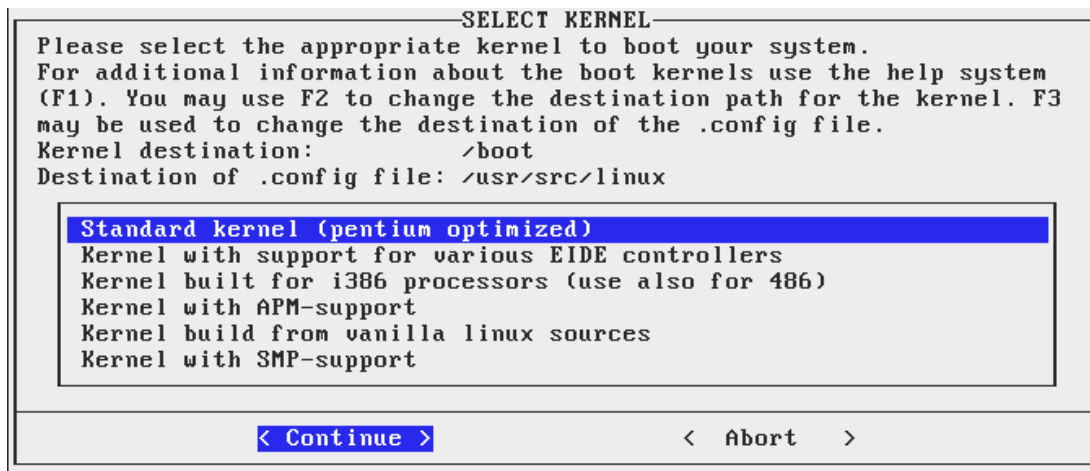 SELECT KERNEL
Please select the appropriate kernel to boot your system.
For additional information about the boot kernels use the help system
(F1). You may use F2 to change the destination path for the kernel. F3
may be used to change the destination of the .config file.
Kernel destination: /boot
Destination of .config file: /usr/src/linux
Standard kernel (pentium optimized)
Kernel with support for various EIDE controllers
Kernel built for i386 processors (use also for 486)
Kernel with APM-support
Kernel build from vanilla linux sources
Kernel with SMP-support
< Continue > < Abort >